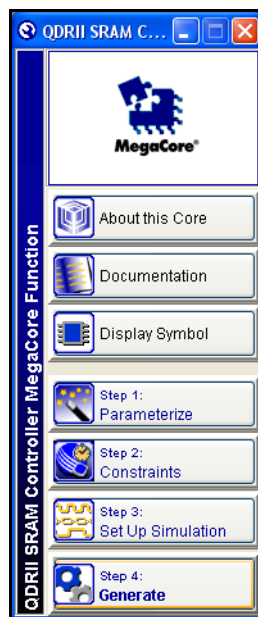 QDRII SRAM C...
QDRII SRAM Controller MegaCore Function
MegaCore®
About this Core
Documentation
Display Symbol
Step 1:
Parameterize
Step 2:
Constraints
Step 3:
Set Up Simulation
Step 4:
Generate